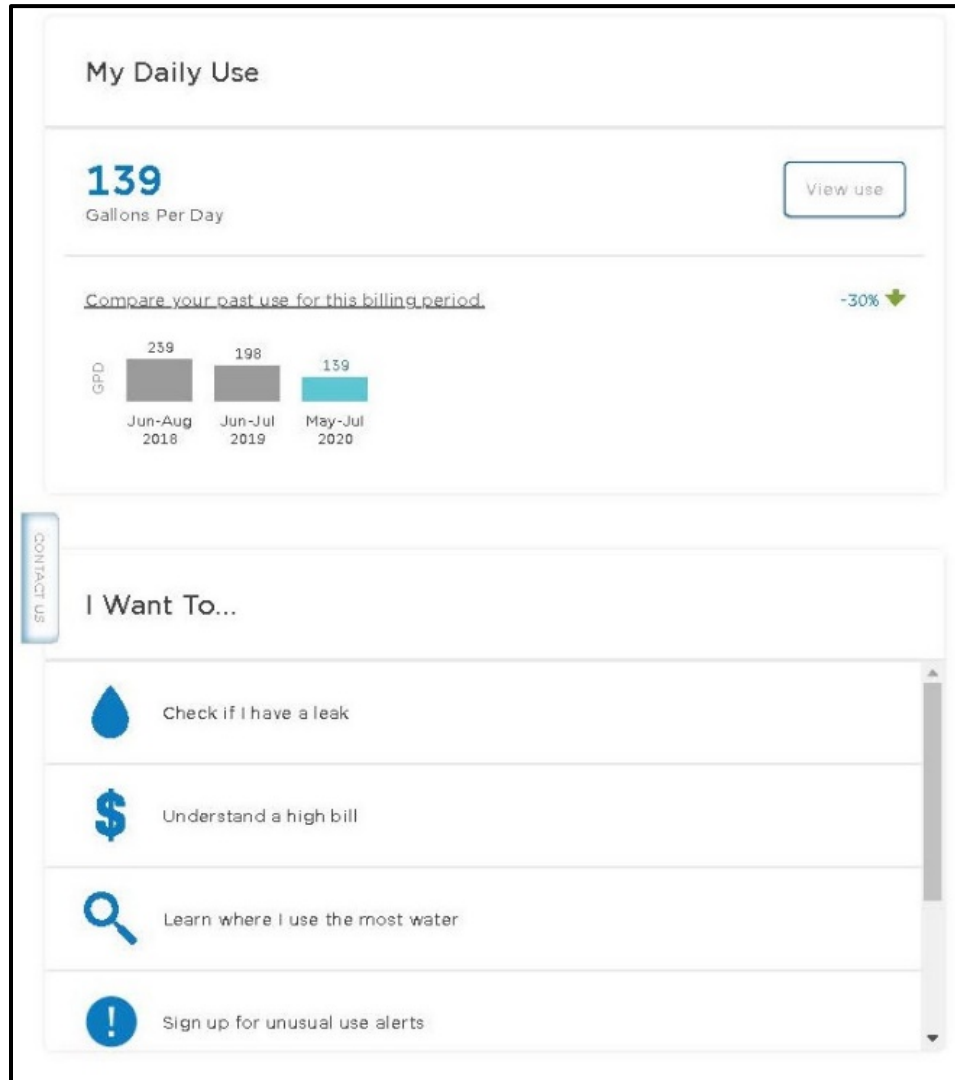 My Daily Use
139
Gallons Per Day
View use
Compare your past use for this billing period.
-30%
GPD
239
198
139
Jun-Aug
2018
Jun-Jul
2019
May-Jul
2020
CONTACT US
I Want To...
Check if I have a leak
Understand a high bill
Learn where I use the most water
Sign up for unusual use alerts